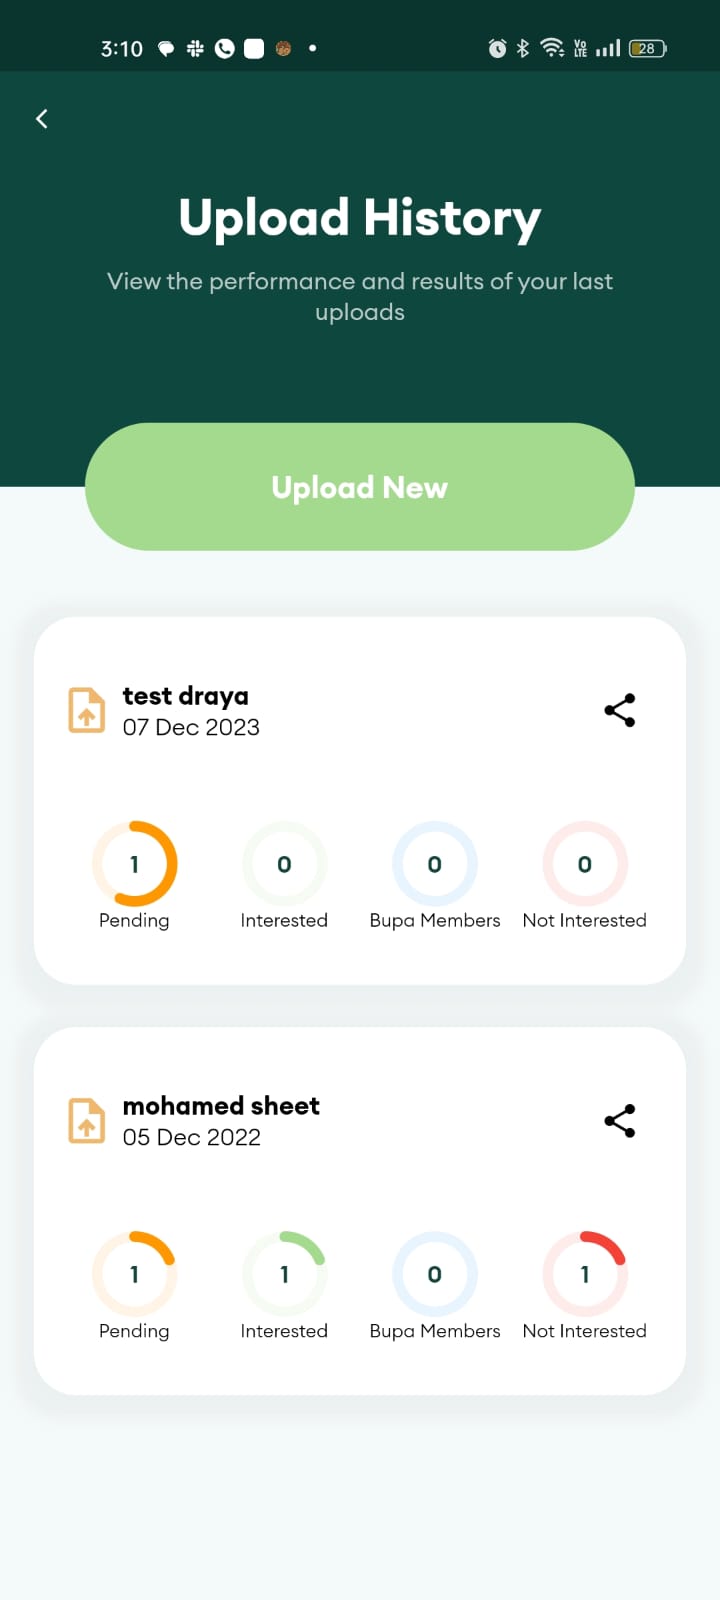 3:10
Vo
LTE
28
Upload History
View the performance and results of your last
uploads
Upload New
test draya
07 Dec 2023
1
0
0
0
Pending
Interested
Bupa Members
Not Interested
mohamed sheet
05 Dec 2022
1
1
0
1
Pending
Interested
Bupa Members
Not Interested